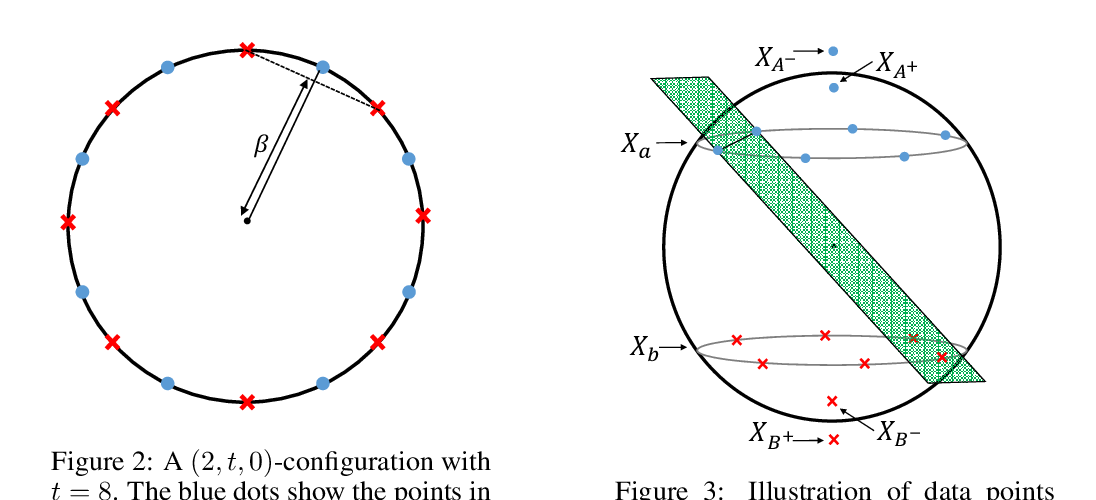 β
Figure 2: A (2, t, 0)-configuration with
t = 8. The blue dots show the points in
X_{A^-}
X_{A^+}
X_a
X_b
X_{B^+}
X_{B^-}
Figure 3: Illustration of data points